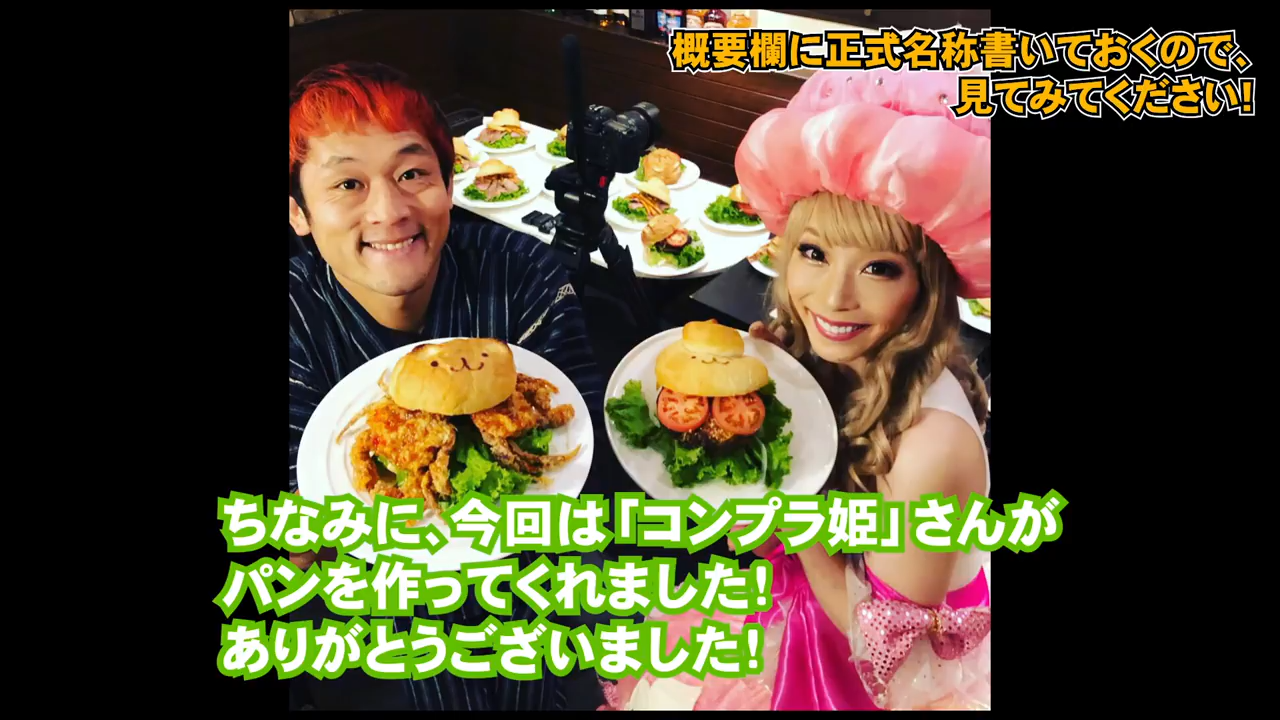 概要欄に正式名称書いておくので、
見てみてください!
ちなみに、今回は「コンプラ姫」さんが
パンを作ってくれました!
ありがとうございました!